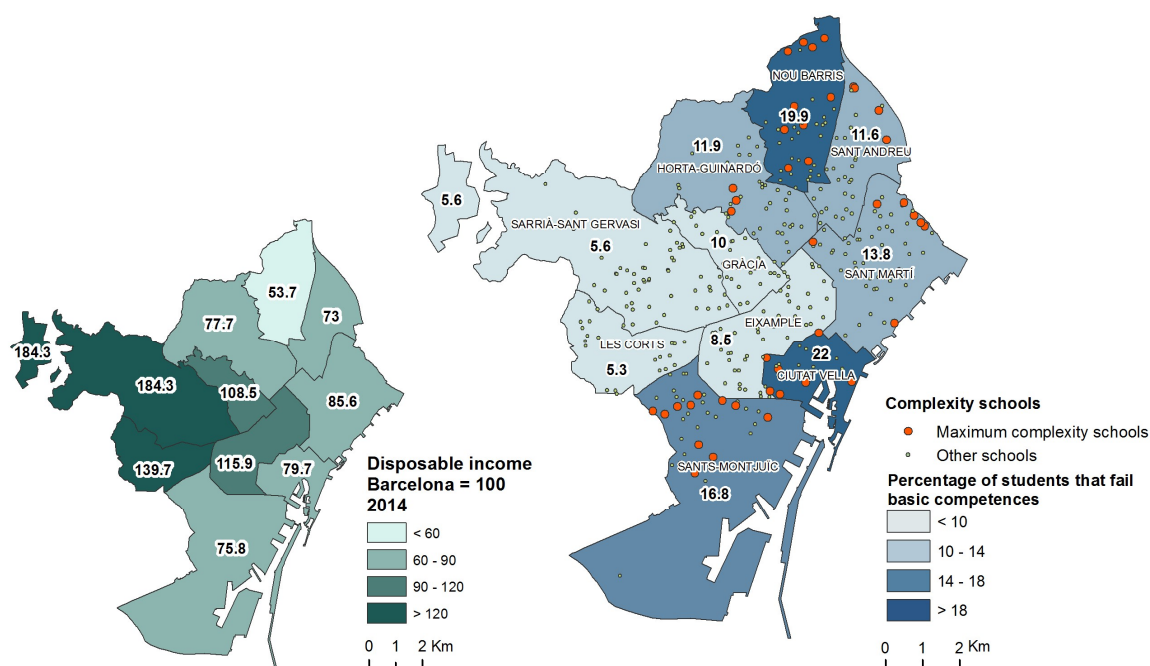 53.7
77.7
73
184.3
184.3
108.5
85.6
139.7
115.9
79.7
75.8
Disposable income
Barcelona = 100
2014
< 60
60 - 90
90 - 120
> 120
0 1 2 Km
NOU BARRIS
19.9
11.9
HORTA-GUINARDÓ
11.6
SANT ANDREU
5.6
SARRIÀ-SANT GERVASI
5.6
10
GRÀCIA
13.8
SANT MARTÍ
EIXAMPLE
8.5
LES CORTS
5.3
22
CIUTAT VELLA
SANTS-MONTJUÏC
16.8
Complexity schools
Maximum complexity schools
Other schools
Percentage of students that fail
basic competences
< 10
10 - 14
14 - 18
> 18
0 1 2 Km